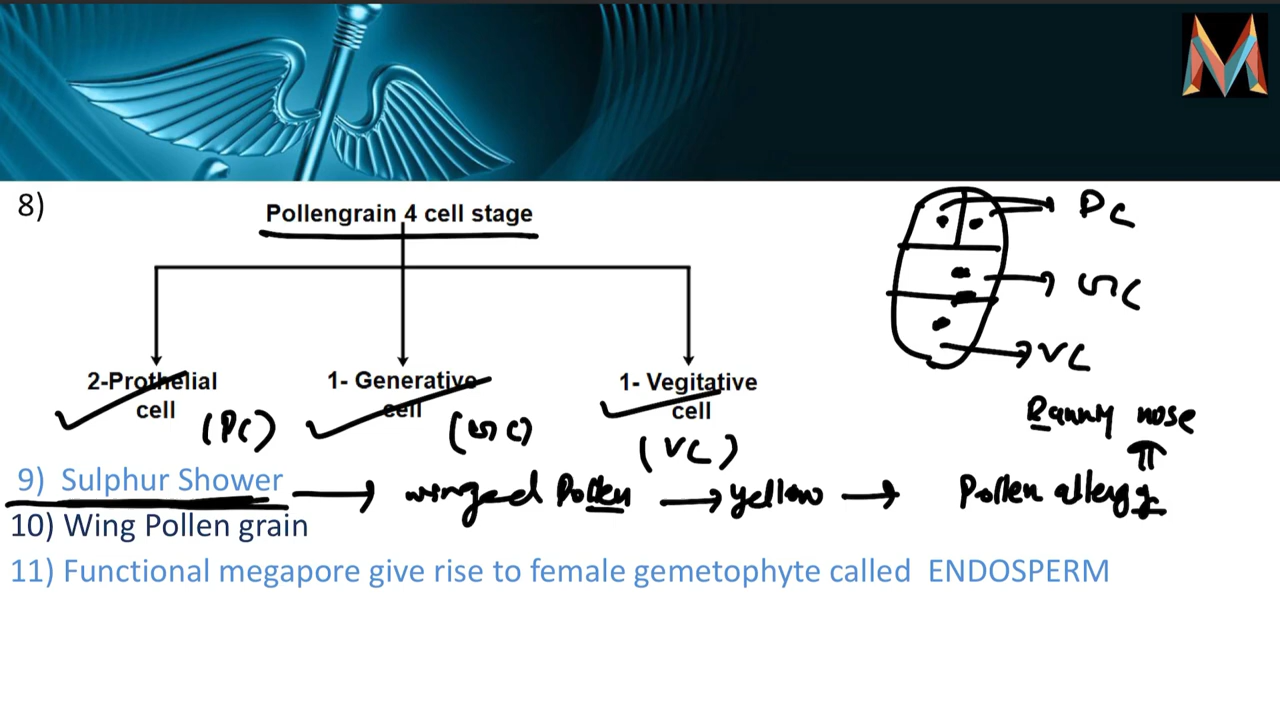 8)
Pollengrain 4 cell stage
PC
GC
VC
2-Prothelial cell
1- Generative cell
1- Vegitative cell
(PC)
(GC)
(VC)
Ranny nose
9) Sulphur Shower
winged Pollen
yellow
Pollen allergy
10) Wing Pollen grain
11) Functional megapore give rise to female gemetophyte called ENDOSPERM